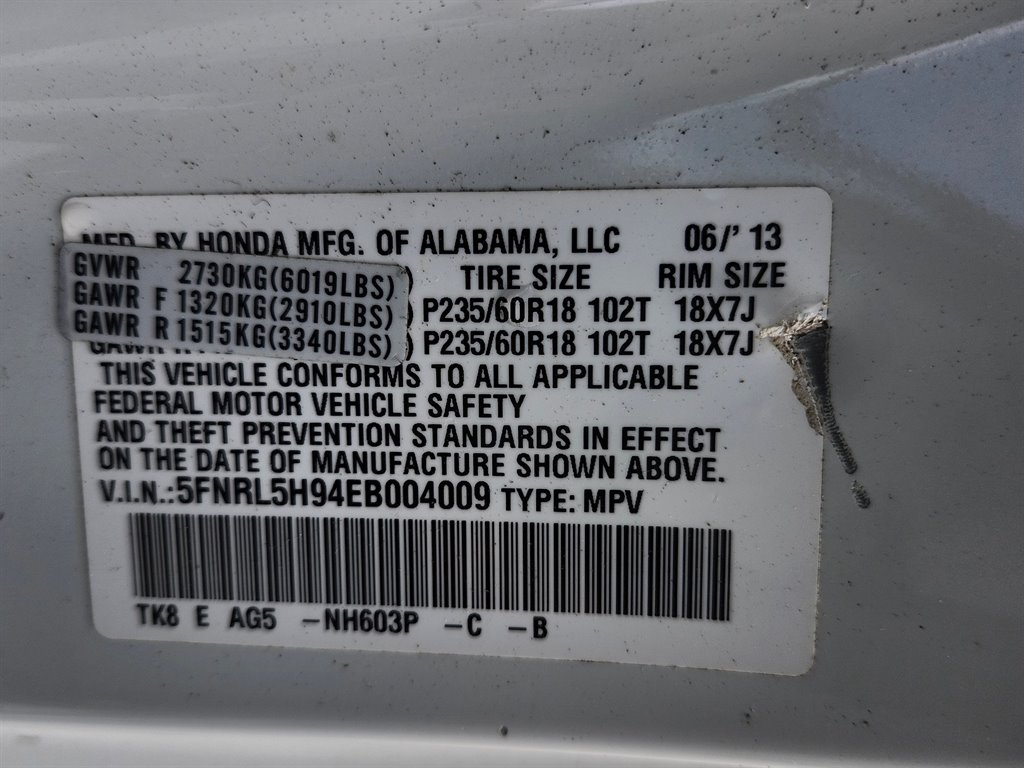 MFD. BY HONDA MFG. OF ALABAMA, LLC 06/' 13
GVWR 2730KG(6019LBS) ) TIRE SIZE RIM SIZE
GAWR F 1320KG(2910LBS) ) P235/60R18 102T 18X7J
GAWR R 1515KG(3340LBS) ) P235/60R18 102T 18X7J
THIS VEHICLE CONFORMS TO ALL APPLICABLE
FEDERAL MOTOR VEHICLE SAFETY
AND THEFT PREVENTION STANDARDS IN EFFECT
ON THE DATE OF MANUFACTURE SHOWN ABOVE.
V.I.N.:5FNRL5H94EB004009 TYPE: MPV
TK8 E AG5 -NH603P -C -B